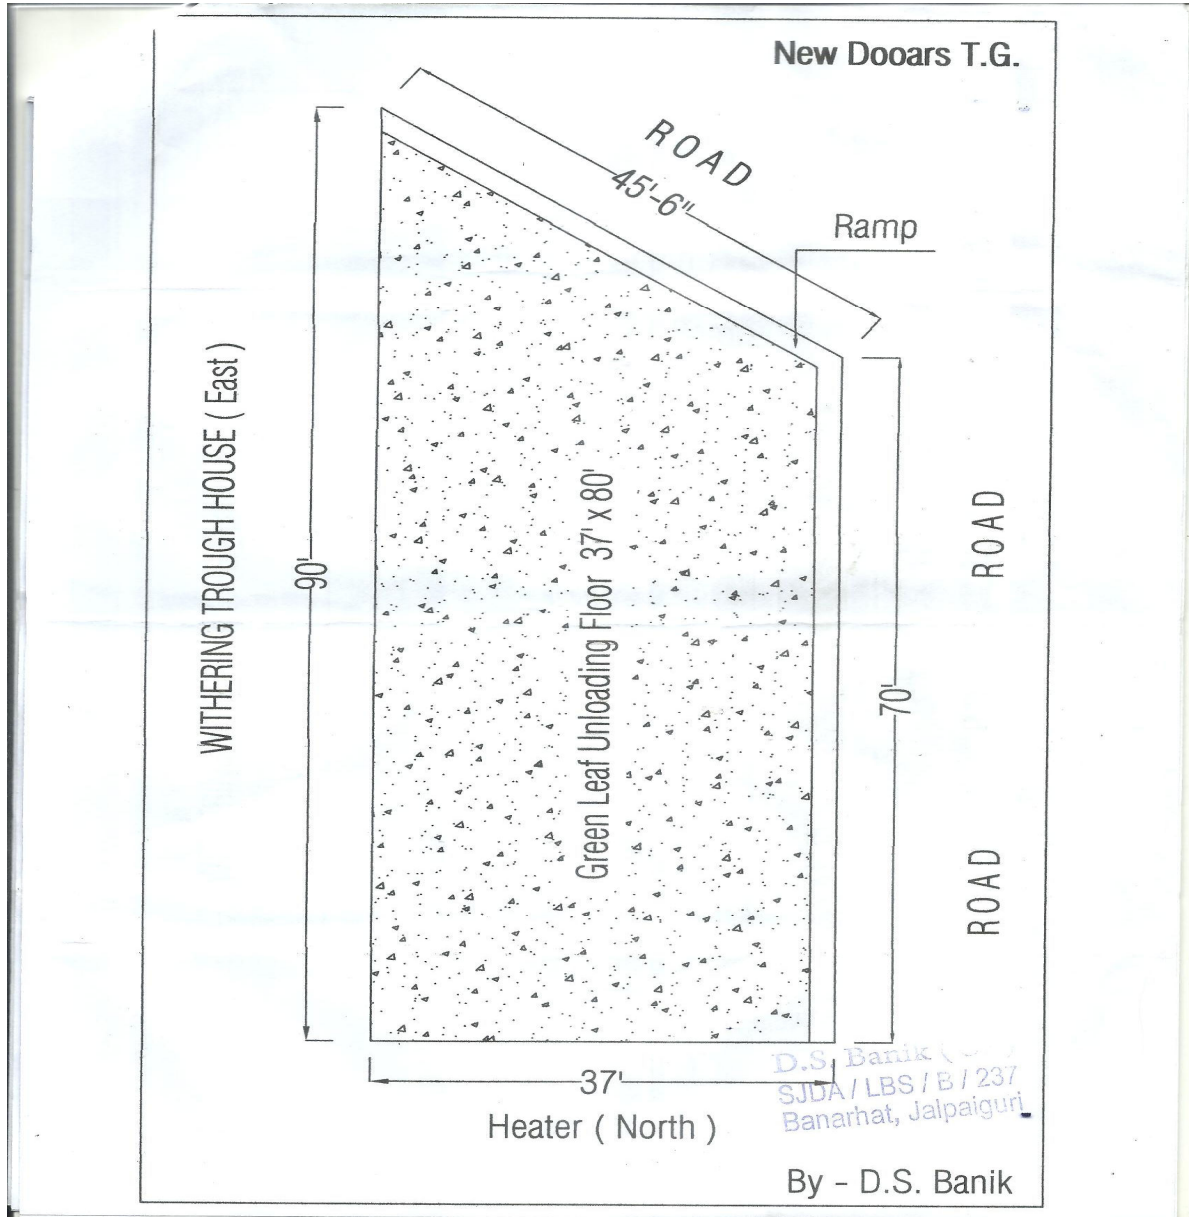 New Dooars T.G.
ROAD
45'-6"
Ramp
WITHERING TROUGH HOUSE ( East )
90'
Green Leaf Unloading Floor 37' x 80'
70'
ROAD
ROAD
37'
Heater ( North )
D.S. Banik (
SJDA / LBS / B / 237
Banarhat, Jalpaiguri
By - D.S. Banik